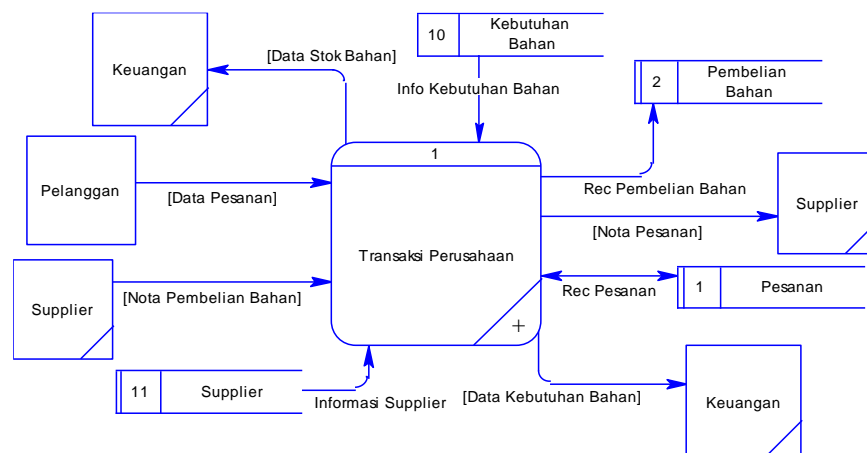 10
Kebutuhan
Bahan
Keuangan
[Data Stok Bahan]
Info Kebutuhan Bahan
2
Pembelian
Bahan
1
Pelanggan
[Data Pesanan]
Rec Pembelian Bahan
Supplier
[Nota Pesanan]
Transaksi Perusahaan
Supplier
[Nota Pembelian Bahan]
Rec Pesanan
1
Pesanan
+
11
Supplier
Informasi Supplier
[Data Kebutuhan Bahan]
Keuangan